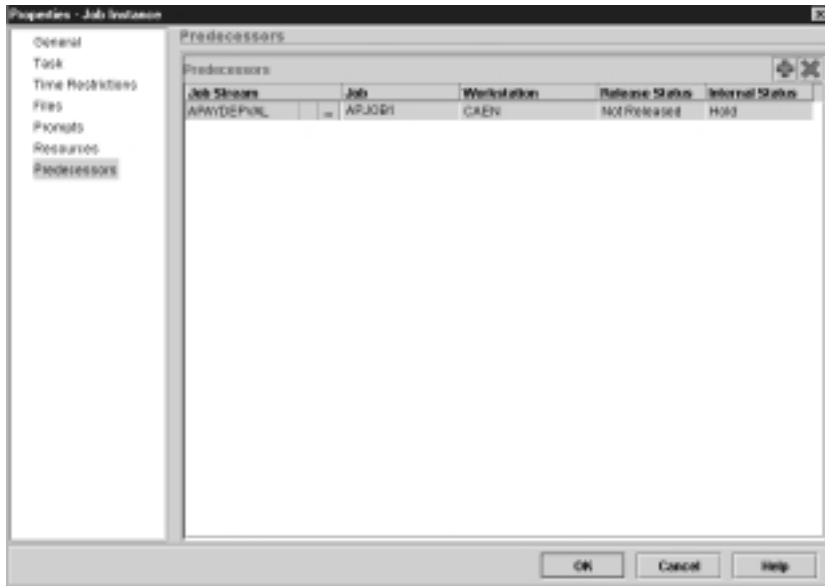 Properties - Job Instance
General
Task
Time Restrictions
Files
Prompts
Resources
Predecessors
Predecessors
Predecessors
Job Stream Job Workstation Release Status Internal Status
APAYDEPVAL ... APJOB1 CAEN Not Released Hold
OK Cancel Help